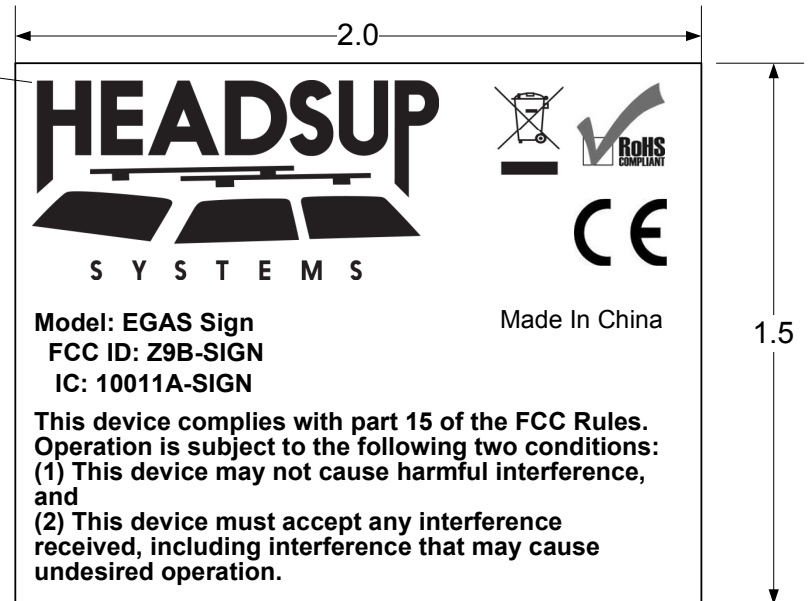 2.0
HEADSUP
SYSTEMS
RoHS
COMPLIANT
CE
Model: EGAS Sign
Made In China
FCC ID: Z9B-SIGN
IC: 10011A-SIGN
1.5
This device complies with part 15 of the FCC Rules.
Operation is subject to the following two conditions:
(1) This device may not cause harmful interference,
and
(2) This device must accept any interference
received, including interference that may cause
undesired operation.